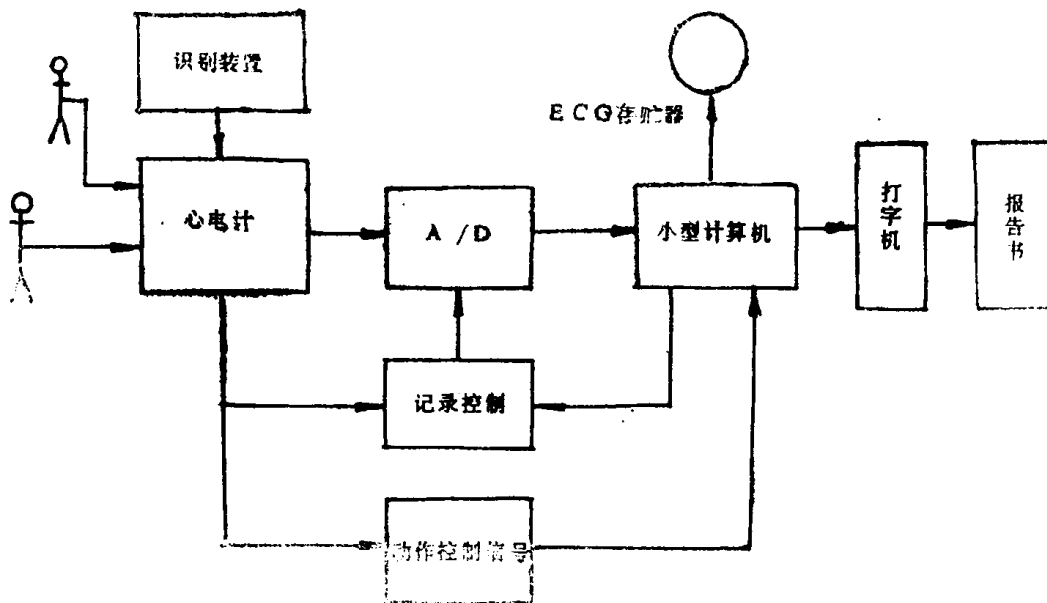 识别装置
ECG存贮器
心电计
A/D
小型计算机
打字机
报告书
记录控制
动作控制信号